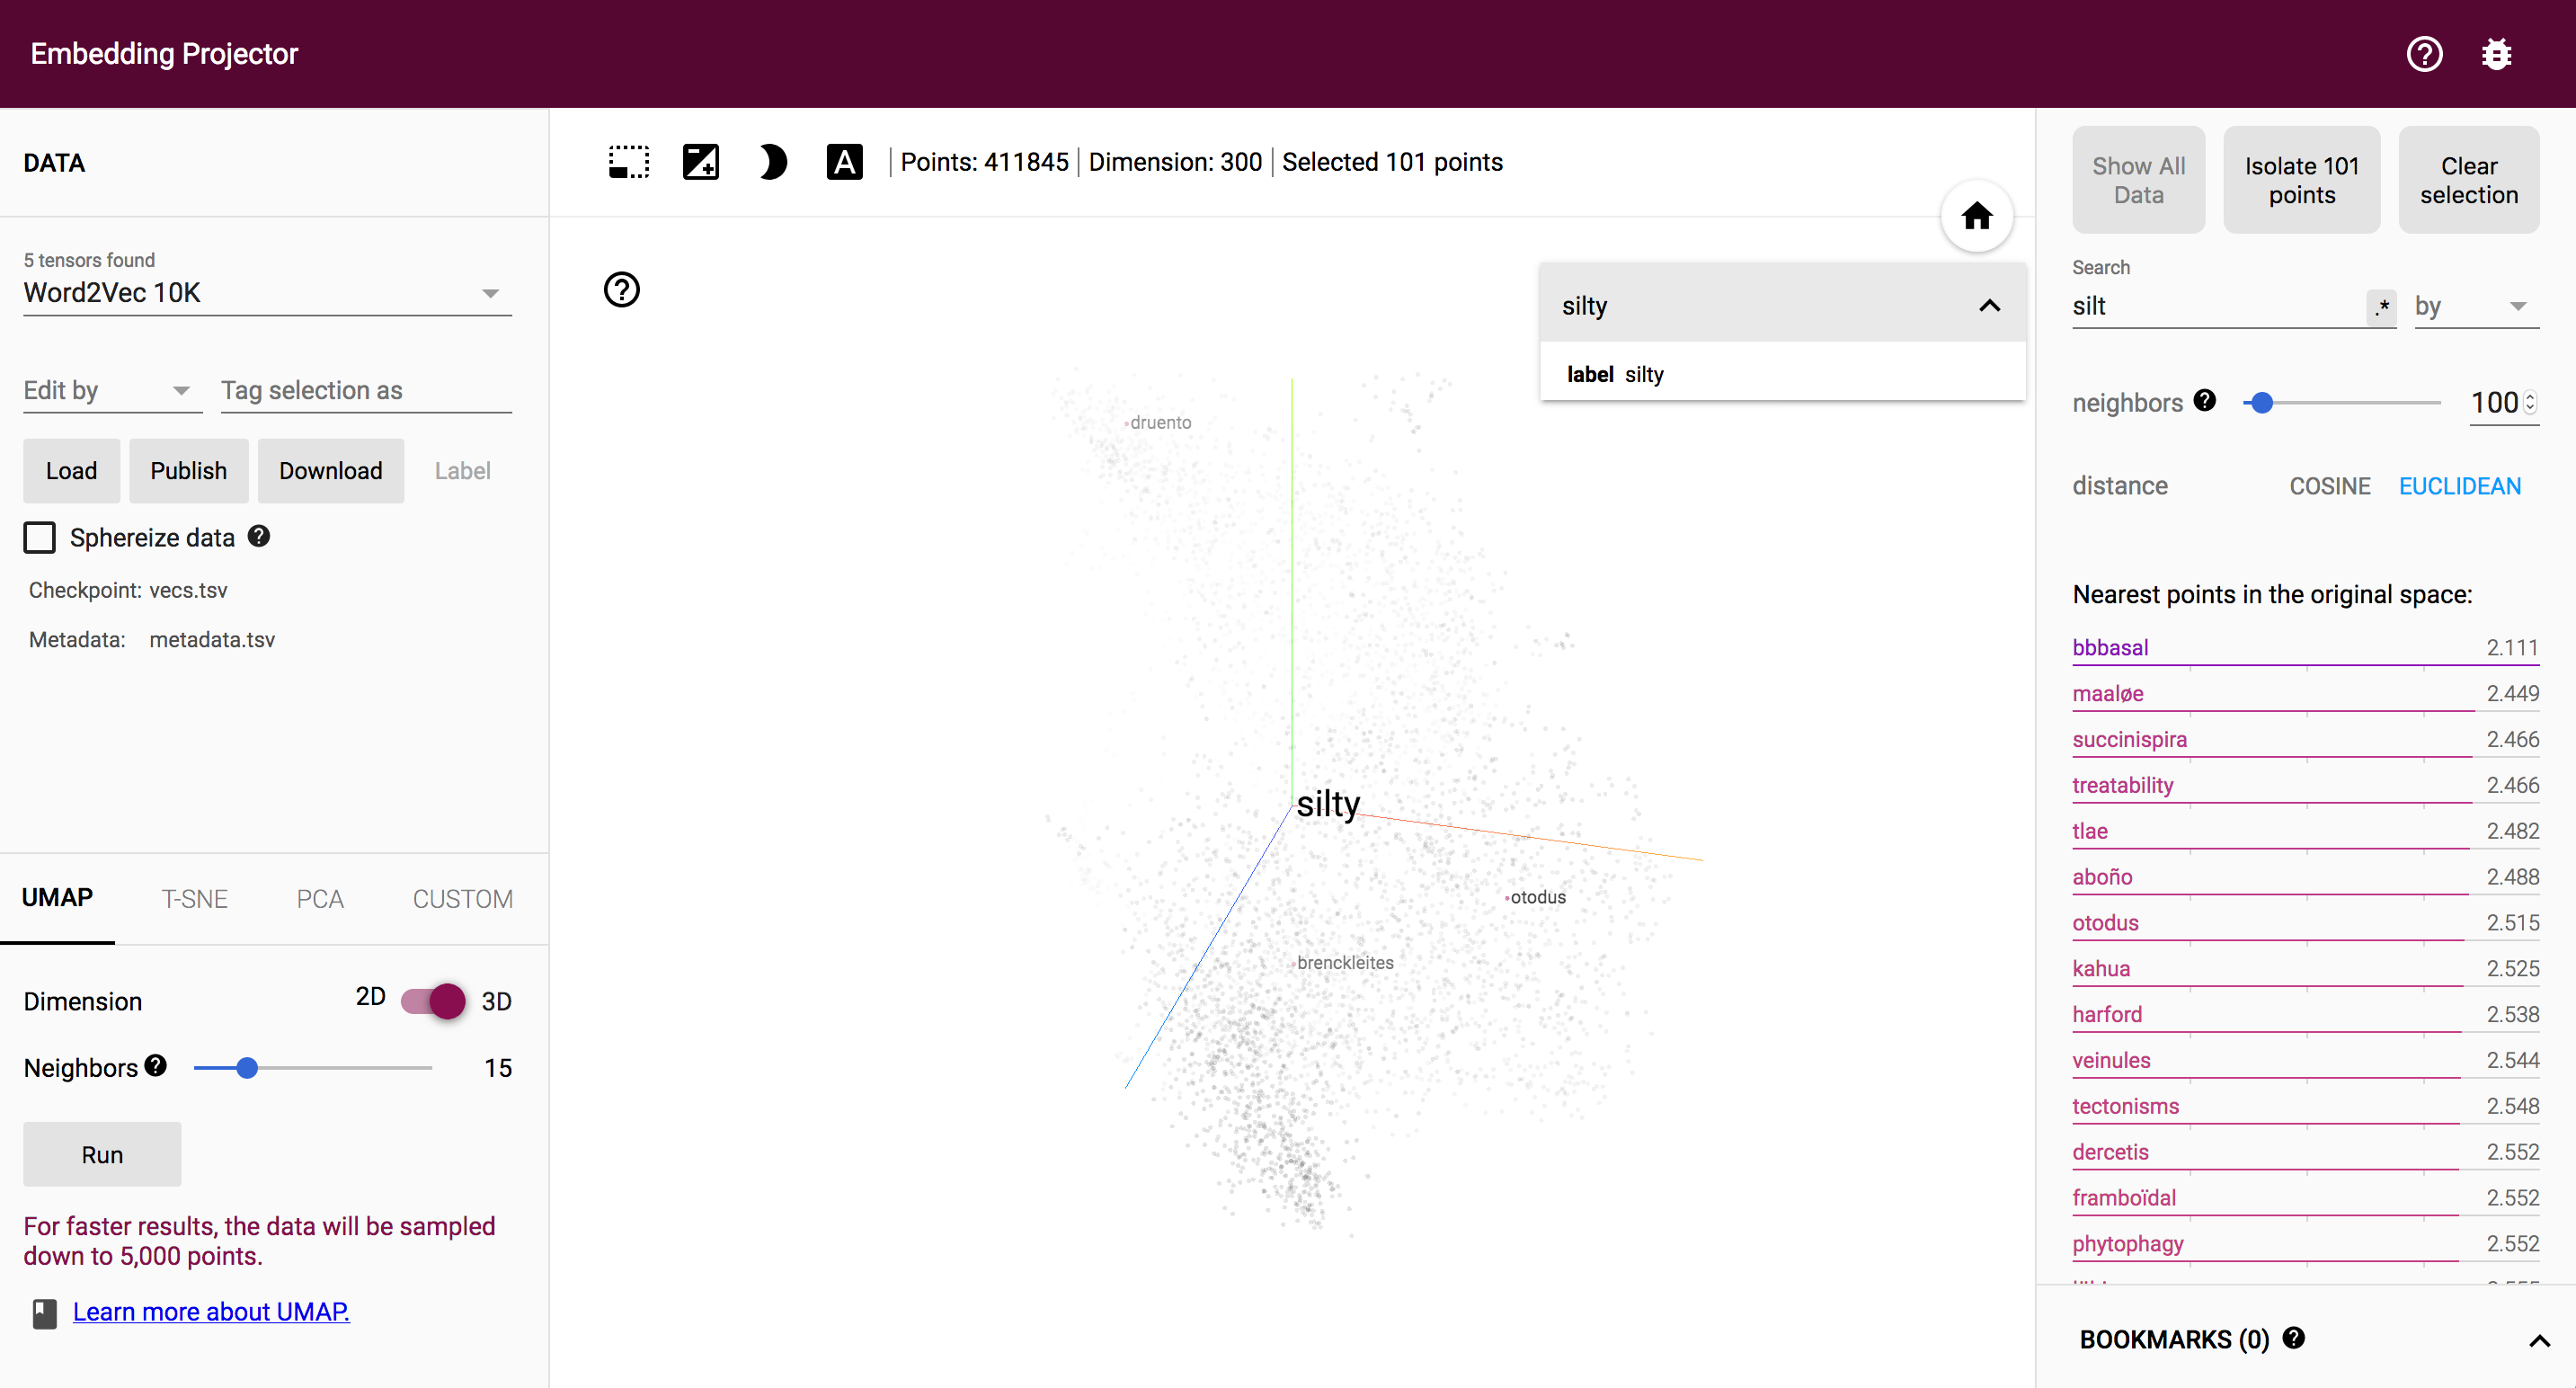 Embedding Projector
DATA
5 tensors found
Word2Vec 10K
Edit by
Tag selection as
Load
Publish
Download
Label
Sphereize data
Checkpoint: vecs.tsv
Metadata: metadata.tsv
UMAP
T-SNE
PCA
CUSTOM
Dimension
2D
3D
Neighbors
15
Run
For faster results, the data will be sampled
down to 5,000 points.
Learn more about UMAP.
A
Points: 411845 | Dimension: 300 | Selected 101 points
silty
label silty
druento
silty
otodus
brenckleites
Show All
Data
Isolate 101
points
Clear
selection
Search
silt
.*
by
neighbors
100
distance
COSINE
EUCLIDEAN
Nearest points in the original space:
bbbasal 2.111
maaløe 2.449
succinispira 2.466
treatability 2.466
tlae 2.482
aboño 2.488
otodus 2.515
kahua 2.525
harford 2.538
veinules 2.544
tectonisms 2.548
dercetis 2.552
framboïdal 2.552
phytophagy 2.552
BOOKMARKS (0)